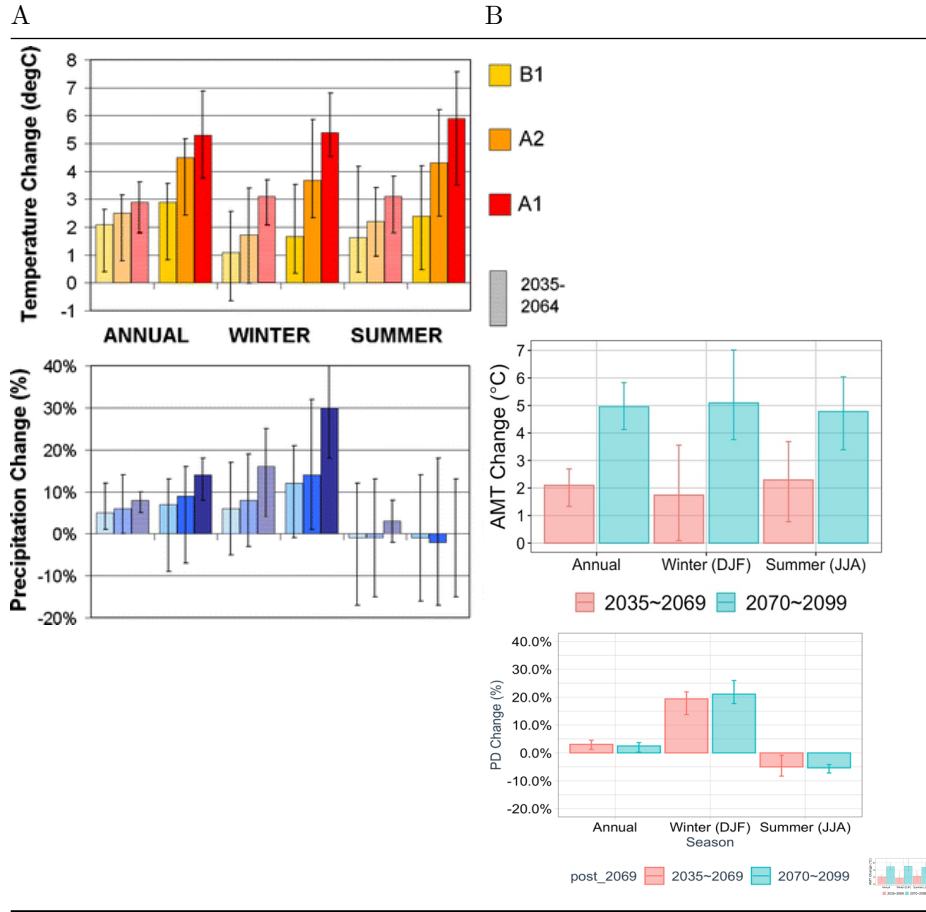 A B
Temperature Change (degC)
8
7
6
5
4
3
2
1
0
-1
ANNUAL WINTER SUMMER
Precipitation Change (%)
40%
30%
20%
10%
0%
-10%
-20%
B1
A2
A1
2035-
2064
AMT Change (°C)
7
6
5
4
3
2
1
0
Annual Winter (DJF) Summer (JJA)
2035~2069 2070~2099
PD Change (%)
40.0%
30.0%
20.0%
10.0%
0.0%
-10.0%
-20.0%
Annual Winter (DJF) Summer (JJA)
Season
post_2069 2035~2069 2070~2099